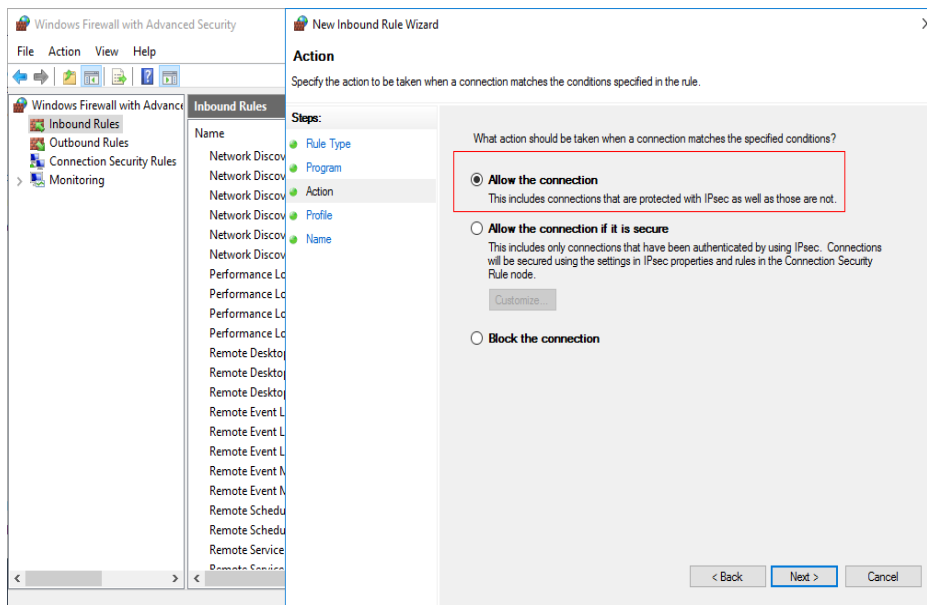 Windows Firewall with Advanced Security
File Action View Help
Windows Firewall with Advance
Inbound Rules
Outbound Rules
Connection Security Rules
Monitoring
Inbound Rules
Name
Network Discov
Network Discov
Network Discov
Network Discov
Network Discov
Network Discov
Performance Lo
Performance Lo
Performance Lo
Performance Lo
Remote Desktop
Remote Desktop
Remote Desktop
Remote Event L
Remote Event L
Remote Event L
Remote Event M
Remote Event M
Remote Schedu
Remote Schedu
Remote Service
Remote Service
New Inbound Rule Wizard
Action
Specify the action to be taken when a connection matches the conditions specified in the rule.
Steps:
Rule Type
Program
Action
Profile
Name
What action should be taken when a connection matches the specified conditions?
Allow the connection
This includes connections that are protected with IPsec as well as those are not.
Allow the connection if it is secure
This includes only connections that have been authenticated by using IPsec. Connections
will be secured using the settings in IPsec properties and rules in the Connection Security
Rule node.
Customize...
Block the connection
< Back
Next >
Cancel